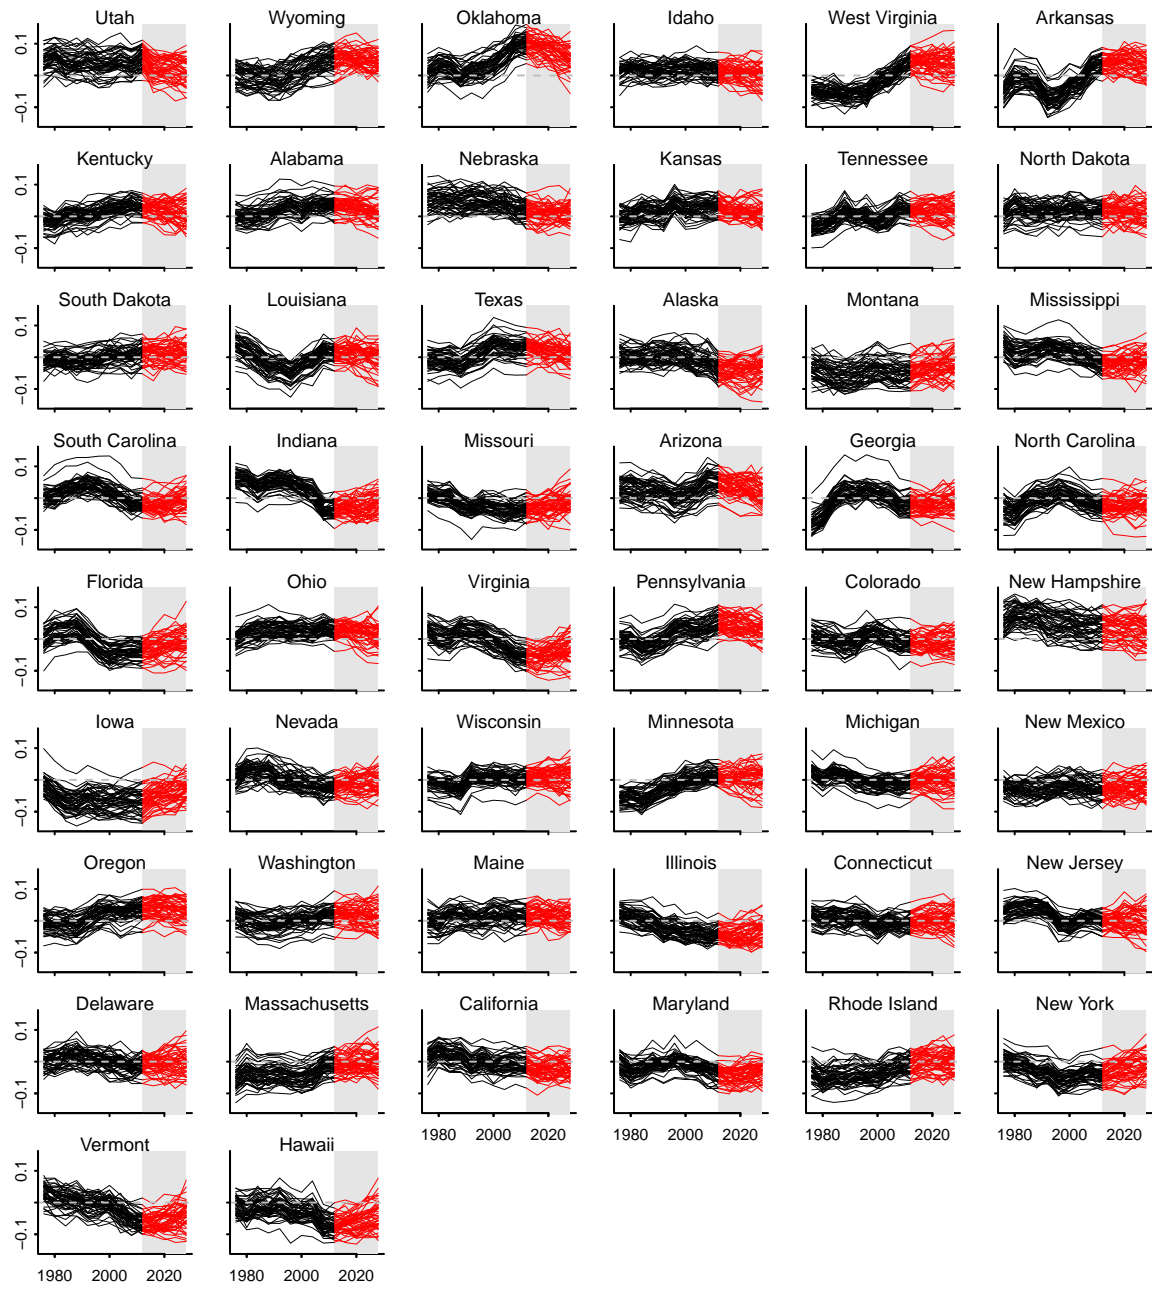 Utah Wyoming Oklahoma Idaho West Virginia Arkansas
0.1
−0.1
Kentucky Alabama Nebraska Kansas Tennessee North Dakota
0.1
−0.1
South Dakota Louisiana Texas Alaska Montana Mississippi
0.1
−0.1
South Carolina Indiana Missouri Arizona Georgia North Carolina
0.1
−0.1
Florida Ohio Virginia Pennsylvania Colorado New Hampshire
0.1
−0.1
Iowa Nevada Wisconsin Minnesota Michigan New Mexico
0.1
−0.1
Oregon Washington Maine Illinois Connecticut New Jersey
0.1
−0.1
Delaware Massachusetts California Maryland Rhode Island New York
0.1
−0.1
1980 2000 2020 1980 2000 2020 1980 2000 2020 1980 2000 2020
Vermont Hawaii
0.1
−0.1
1980 2000 2020 1980 2000 2020